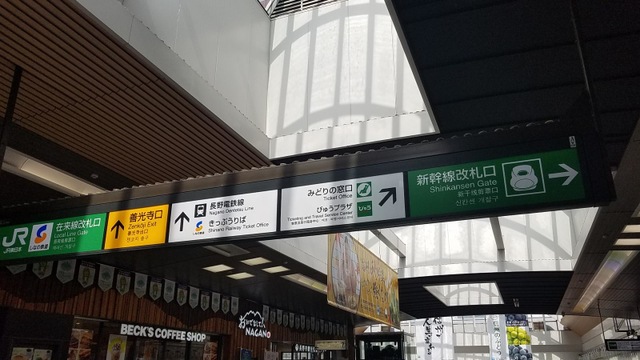 JR
在来線改札口
Local Line Gate
善光寺口
Zenkoji Exit
長野電鉄線
Nagano Dentetsu Line
きっぷうりば
Shinano Railway Ticket Office
みどりの窓口
Ticket Office
びゅうプラザ
Ticketing and Travel Service Center
新幹線改札口
Shinkansen Gate
BECK'S COFFEE SHOP
NAGANO